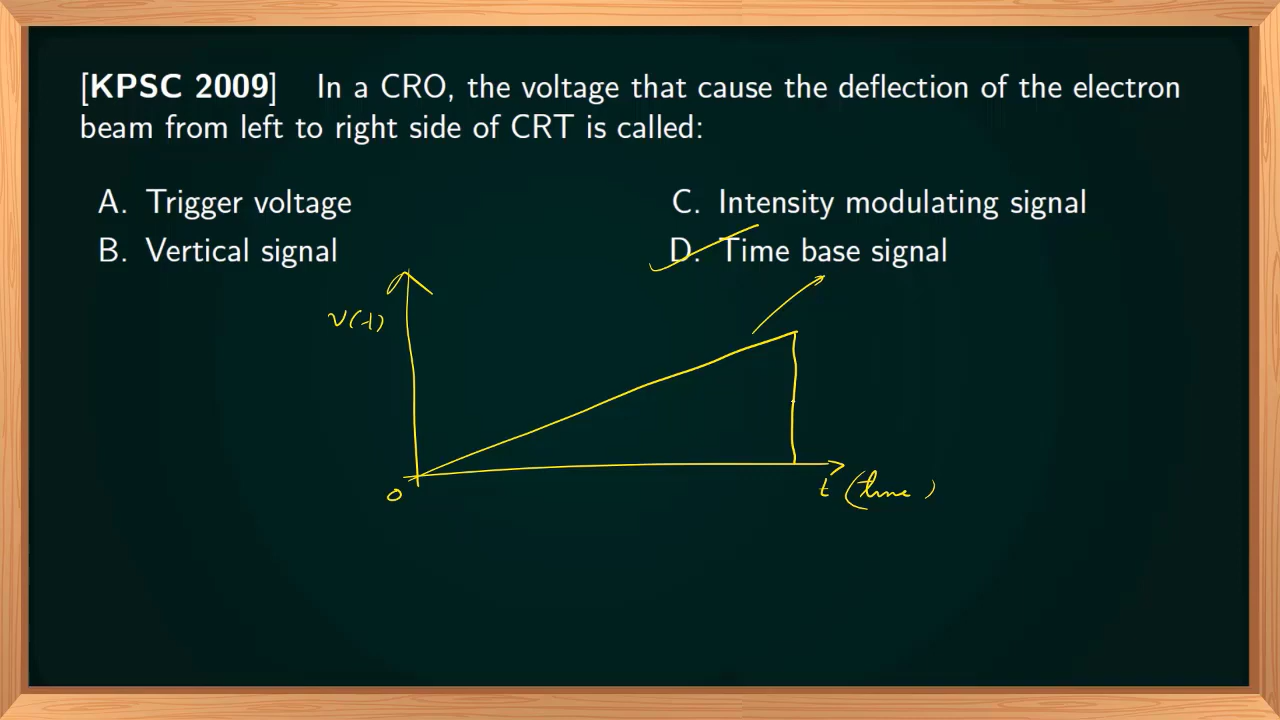 [KPSC 2009] In a CRO, the voltage that cause the deflection of the electron
beam from left to right side of CRT is called:
A. Trigger voltage
B. Vertical signal
C. Intensity modulating signal
D. Time base signal
v(t)
0
t (time)